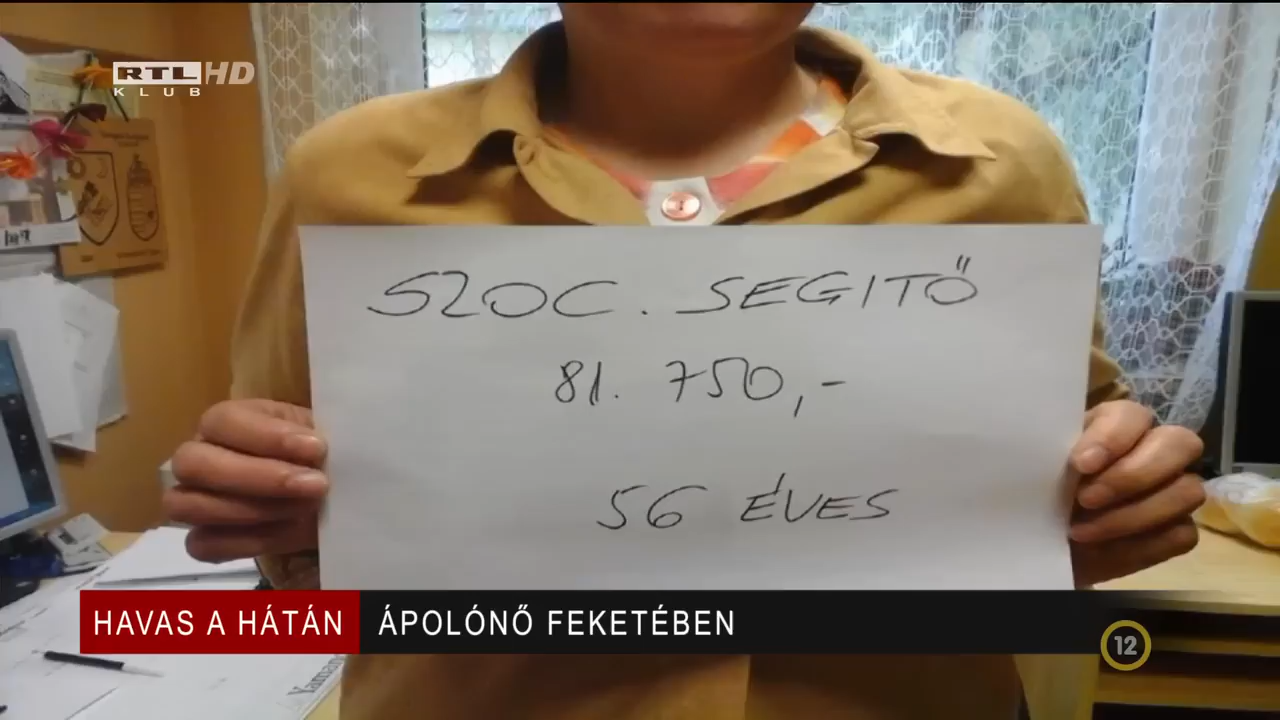 RTL HD
KLUB
SZOC. SEGITŐ
81.750,-
56 ÉVES
HAVAS A HÁTÁN
ÁPOLÓNŐ FEKETÉBEN
12